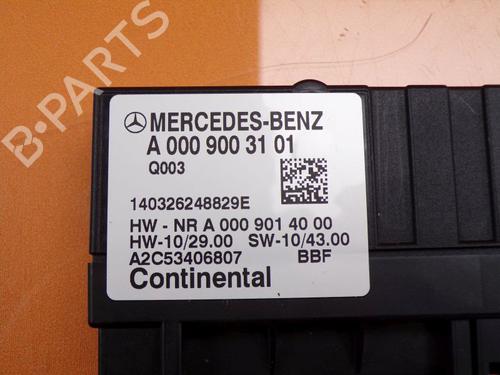 B-PARTS
MERCEDES-BENZ
A 000 900 31 01
Q003
140326248829E
HW - NR A 000 901 40 00
HW-10/29.00 SW-10/43.00
A2C53406807 BBF
Continental